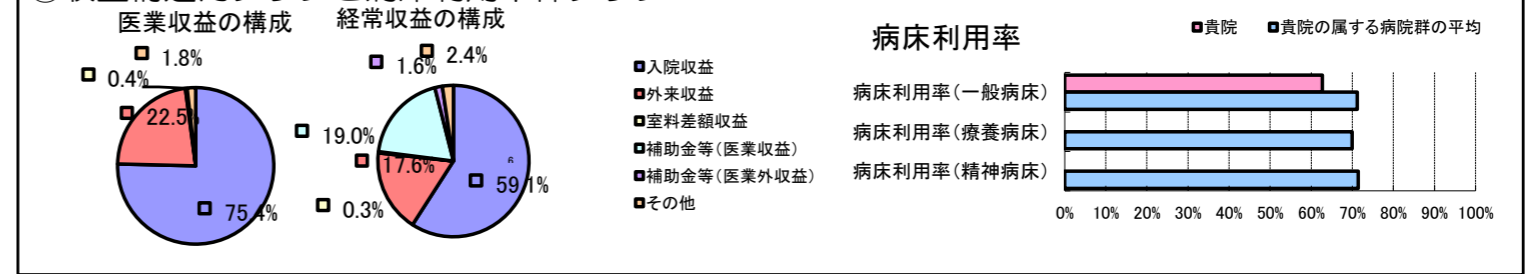 医業収益の構成
1.8%
0.4%
22.5%
75.4%
経常収益の構成
2.4%
1.6%
19.0%
17.6%
0.3%
59.1%
6
入院収益
外来収益
室料差額収益
補助金等(医業収益)
補助金等(医業外収益)
その他
病床利用率
貴院 貴院の属する病院群の平均
病床利用率(一般病床)
病床利用率(療養病床)
病床利用率(精神病床)
0% 10% 20% 30% 40% 50% 60% 70% 80% 90% 100%